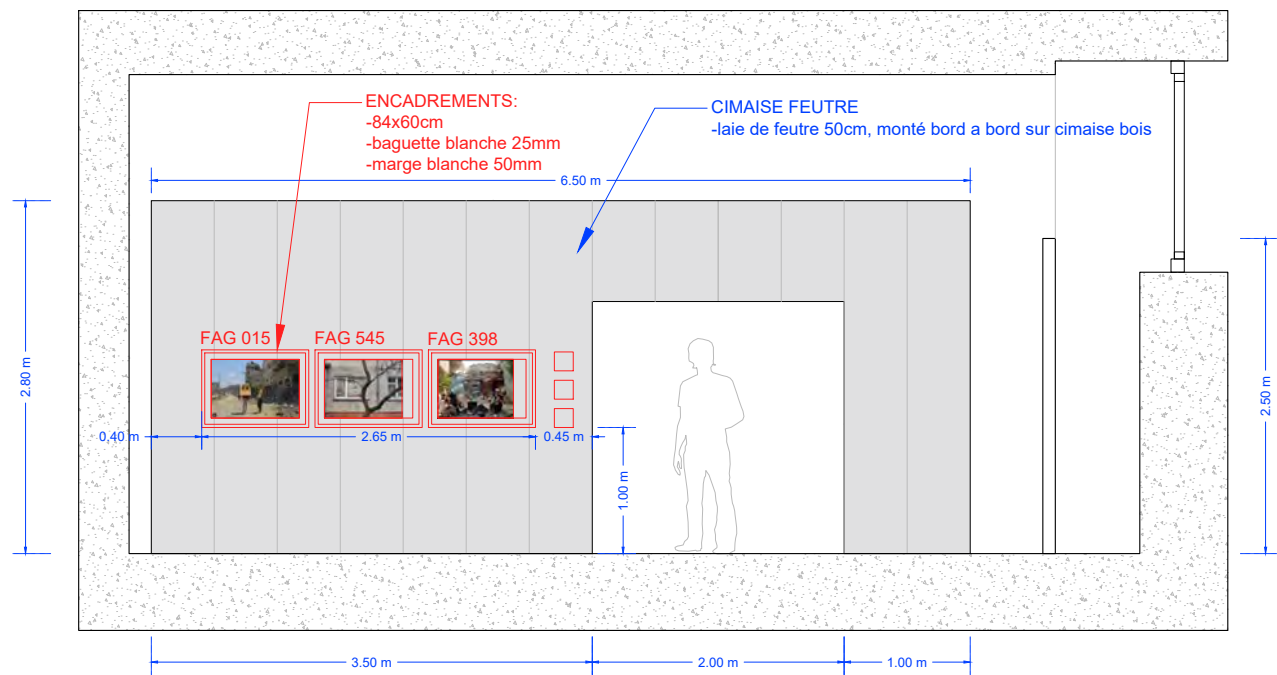 ENCADREMENTS:
-84x60cm
-baguette blanche 25mm
-marge blanche 50mm
CIMAISE FEUTRE
-laie de feutre 50cm, monté bord a bord sur cimaise bois
6.50 m
FAG 015
FAG 545
FAG 398
2.80 m
2.50 m
0,40 m
2.65 m
0.45 m
1.00 m
3.50 m
2.00 m
1.00 m